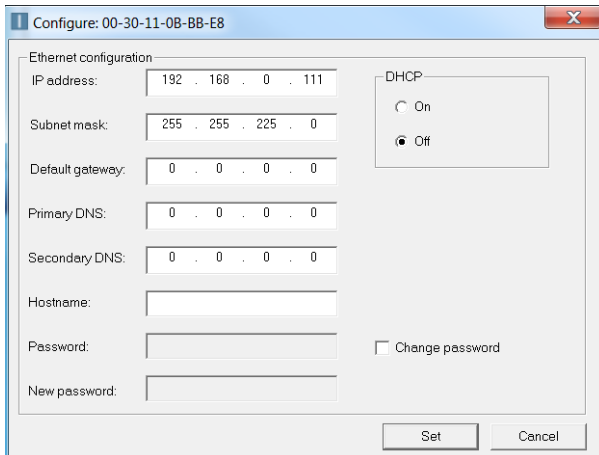 Configure: 00-30-11-0B-BB-E8
Ethernet configuration
IP address: 192 . 168 . 0 . 111
DHCP
On
Subnet mask: 255 . 255 . 225 . 0
Off
Default gateway: 0 . 0 . 0 . 0
Primary DNS: 0 . 0 . 0 . 0
Secondary DNS: 0 . 0 . 0 . 0
Hostname:
Password:
Change password
New password:
Set
Cancel